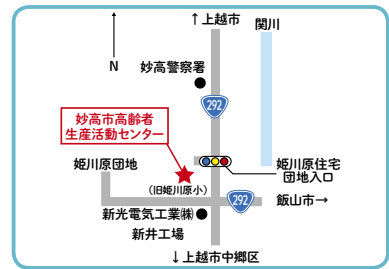 ↑上越市
関川
N
妙高警察署
292
妙高市高齢者
生産活動センター
姫川原団地
姫川原住宅
団地入口
(旧姫川原小)
292
飯山市→
新光電気工業㈱
新井工場
↓上越市中郷区